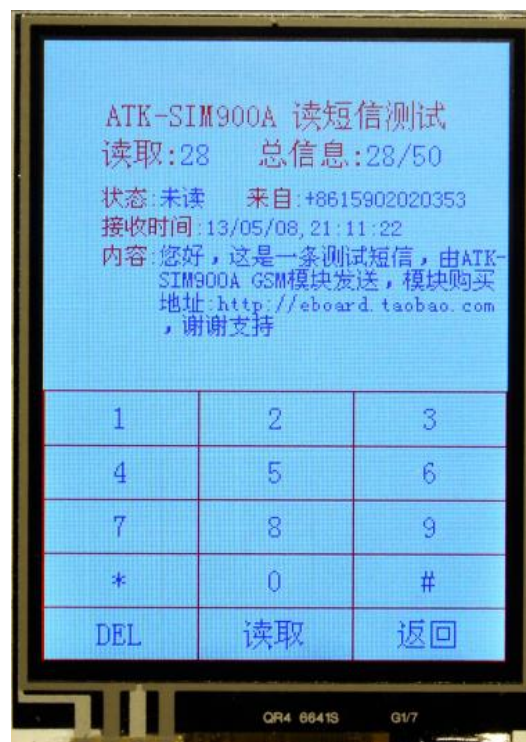 ATK-SIM900A 读短信测试
读取:28 总信息:28/50
状态:未读 来自:+8615902020353
接收时间:13/05/08,21:11:22
内容:您好，这是一条测试短信，由ATK-
SIM900A GSM模块发送，模块购买
地址:http://eboard.taobao.com
，谢谢支持
1 2 3
4 5 6
7 8 9
* 0 #
DEL 读取 返回
QR4 6641S G1/7